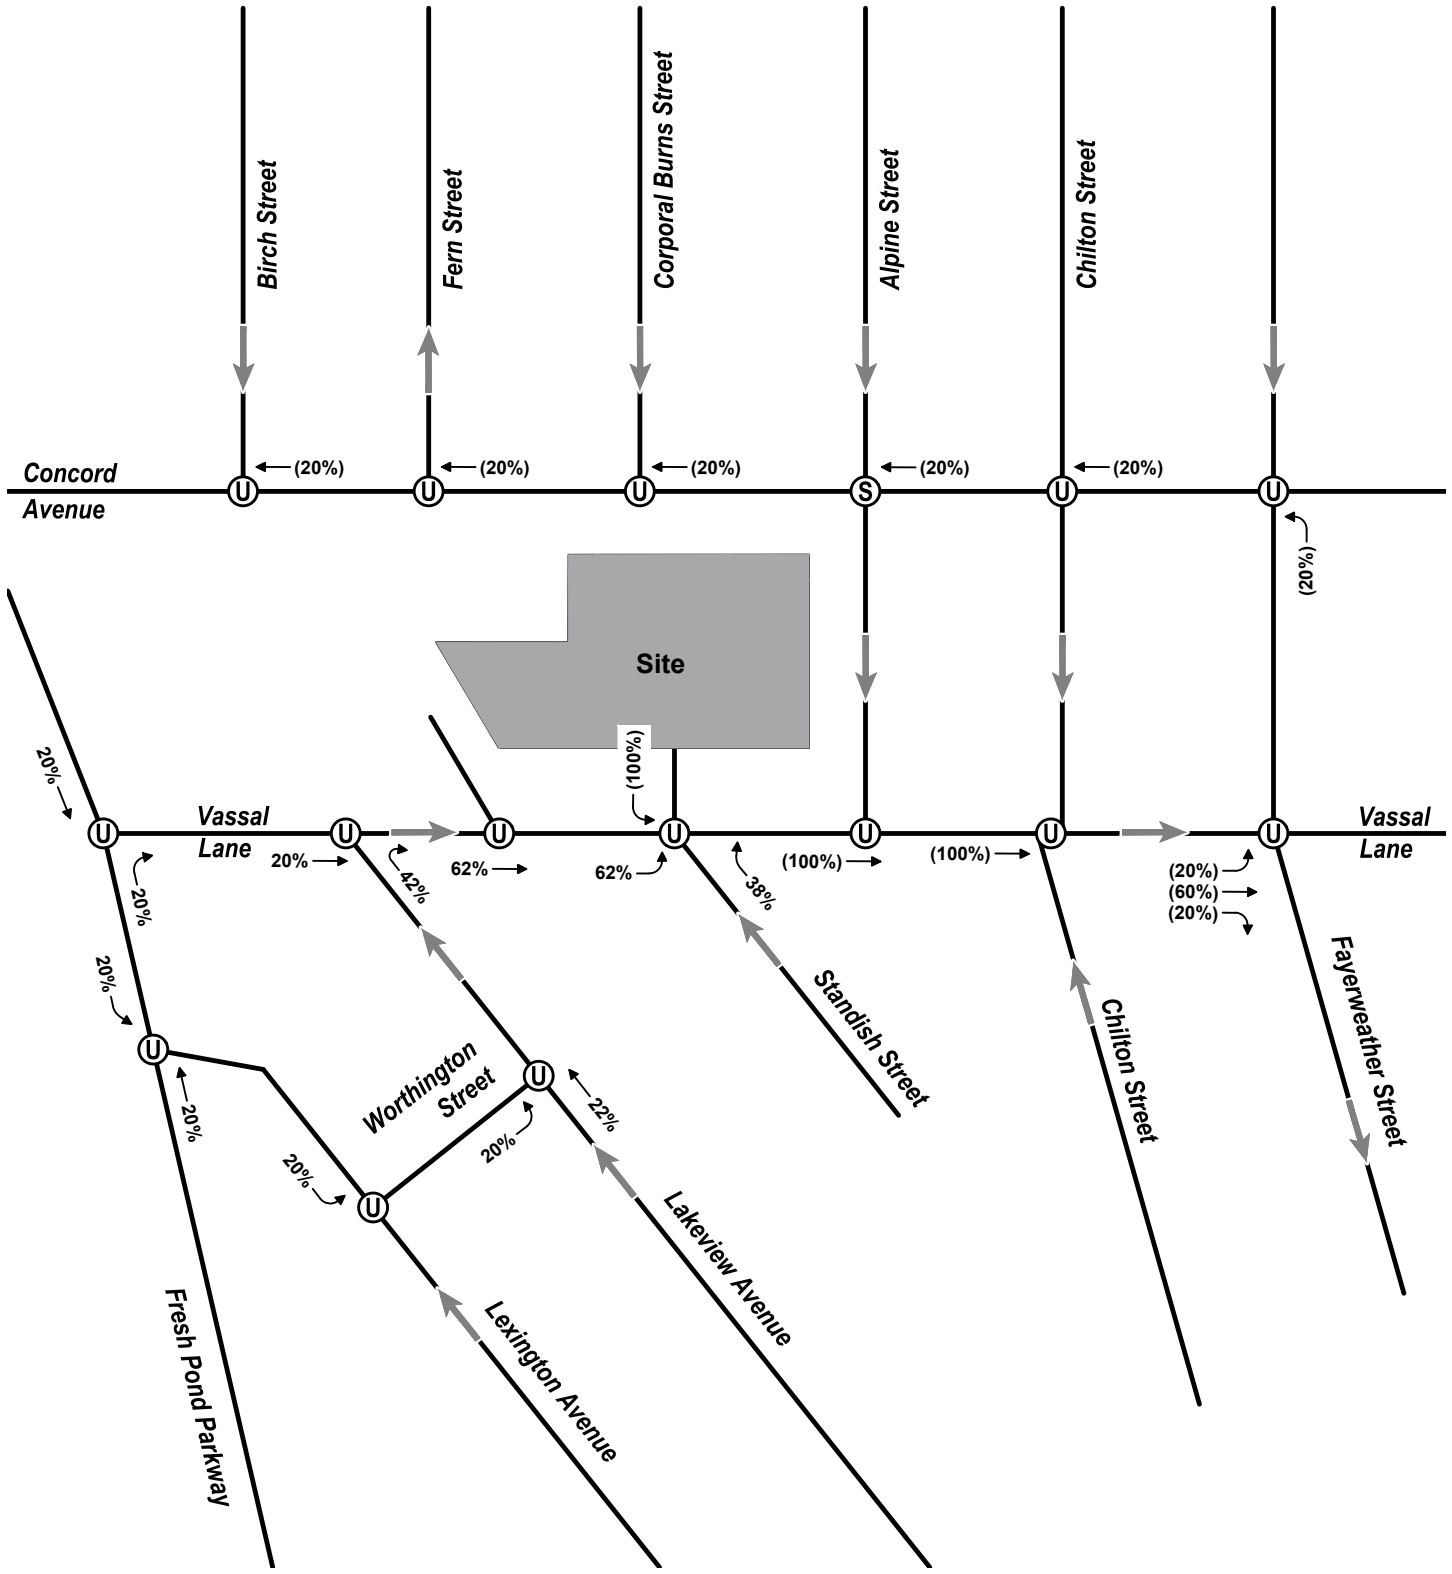 Birch Street
Fern Street
Corporal Burns Street
Alpine Street
Chilton Street
Concord
Avenue
(20%)
(20%)
(20%)
(20%)
(20%)
U
U
U
S
U
U
(20%)
Site
(100%)
20%
Vassal
Lane
Vassal
Lane
U
U
U
U
U
U
U
20%
20%
42%
62%
62%
38%
(100%)
(100%)
(20%)
(60%)
(20%)
20%
U
20%
Worthington
Street
U
22%
20%
20%
U
Standish Street
Chilton Street
Fayerweather Street
Lakeview Avenue
Lexington Avenue
Fresh Pond Parkway